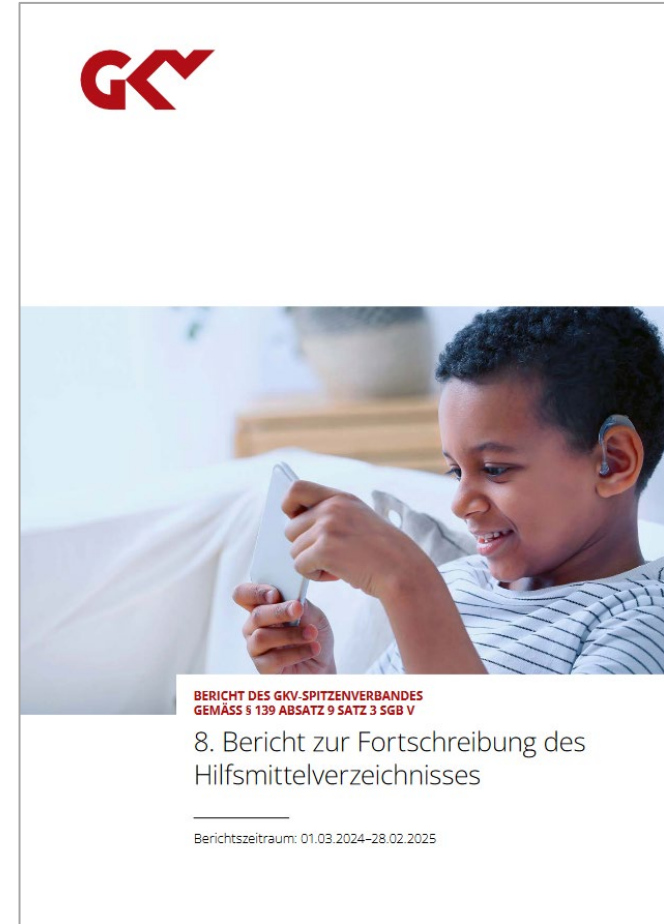 GKV
BERICHT DES GKV-SPITZENVERBANDES
GEMÄSS § 139 ABSATZ 9 SATZ 3 SGB V
8. Bericht zur Fortschreibung des
Hilfsmittelverzeichnisses
Berichtszeitraum: 01.03.2024–28.02.2025